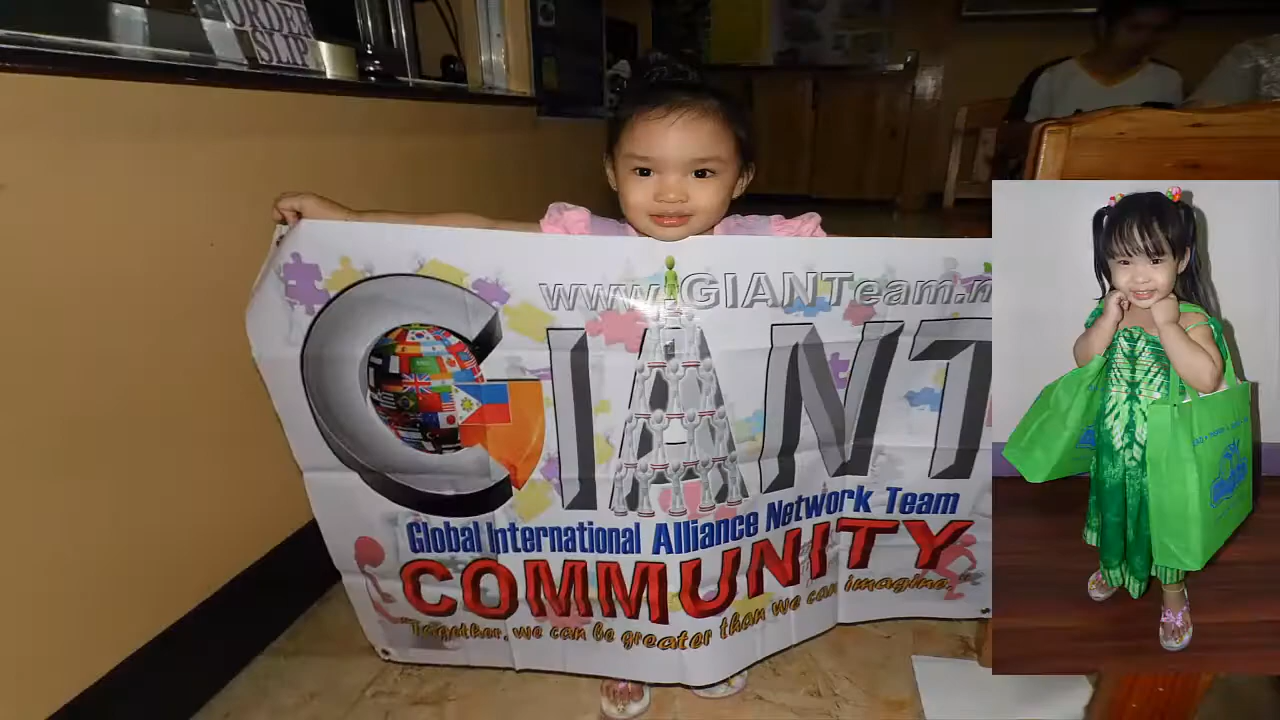 ORDER
SLIP
www.GIANTeam.n
GIANT
Global International Alliance Network Team
COMMUNITY
"Together, we can be greater than we can imagine."